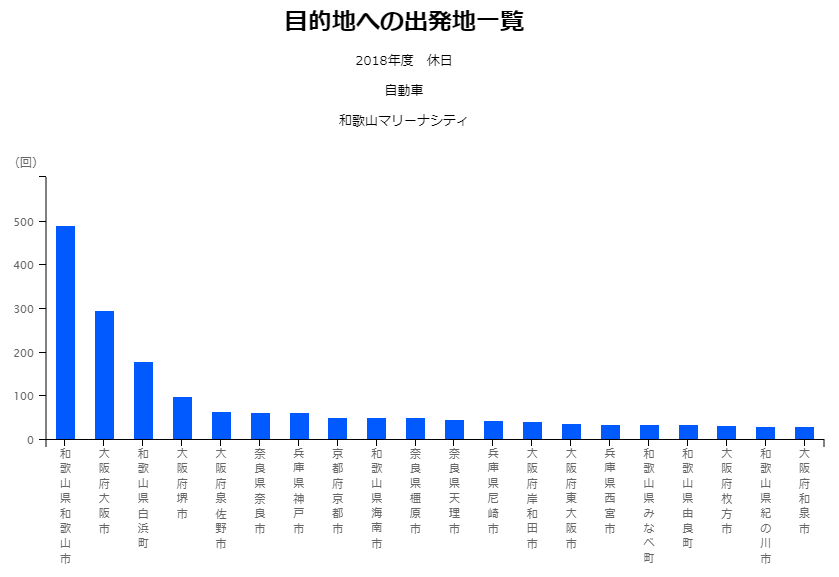 目的地への出発地一覧
2018年度　休日
自動車
和歌山マリーナシティ
(回)
500
400
300
200
100
0
和歌山県和歌山市
大阪府大阪市
和歌山県白浜町
大阪府堺市
大阪府泉佐野市
奈良県奈良市
兵庫県神戸市
京都府京都市
和歌山県海南市
奈良県橿原市
奈良県天理市
兵庫県尼崎市
大阪府岸和田市
大阪府東大阪市
兵庫県西宮市
和歌山県みなべ町
和歌山県由良町
大阪府枚方市
和歌山県紀の川市
大阪府和泉市